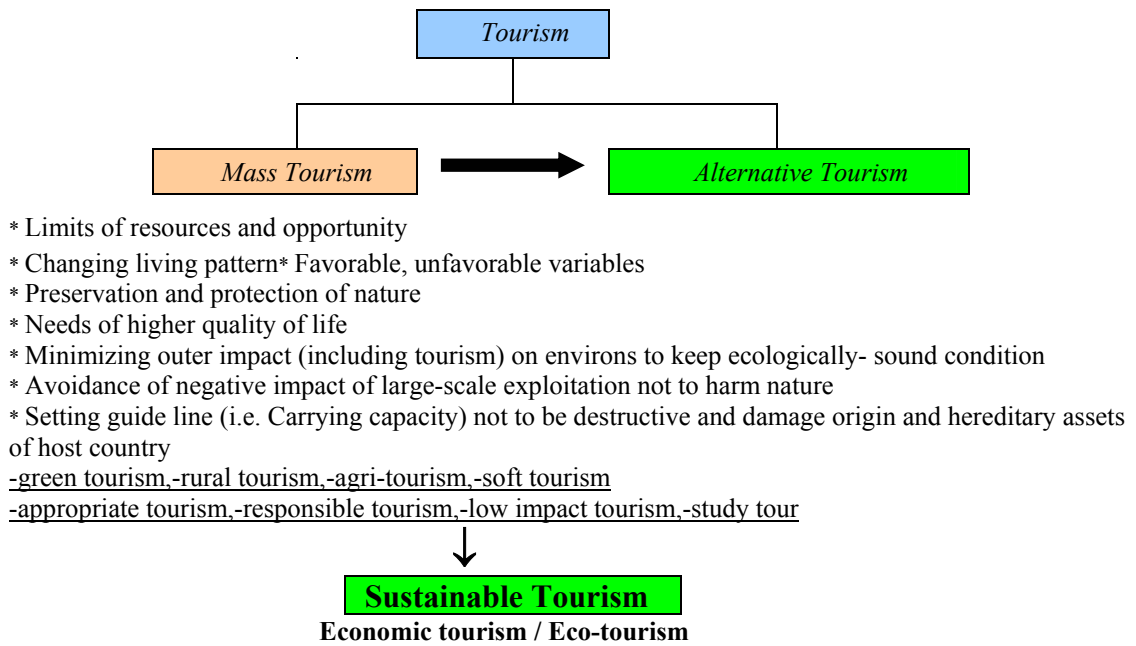 Tourism
Mass Tourism
Alternative Tourism
* Limits of resources and opportunity
* Changing living pattern* Favorable, unfavorable variables
* Preservation and protection of nature
* Needs of higher quality of life
* Minimizing outer impact (including tourism) on environs to keep ecologically- sound condition
* Avoidance of negative impact of large-scale exploitation not to harm nature
* Setting guide line (i.e. Carrying capacity) not to be destructive and damage origin and hereditary assets
of host country
-green tourism,-rural tourism,-agri-tourism,-soft tourism
-appropriate tourism,-responsible tourism,-low impact tourism,-study tour
Sustainable Tourism
Economic tourism / Eco-tourism